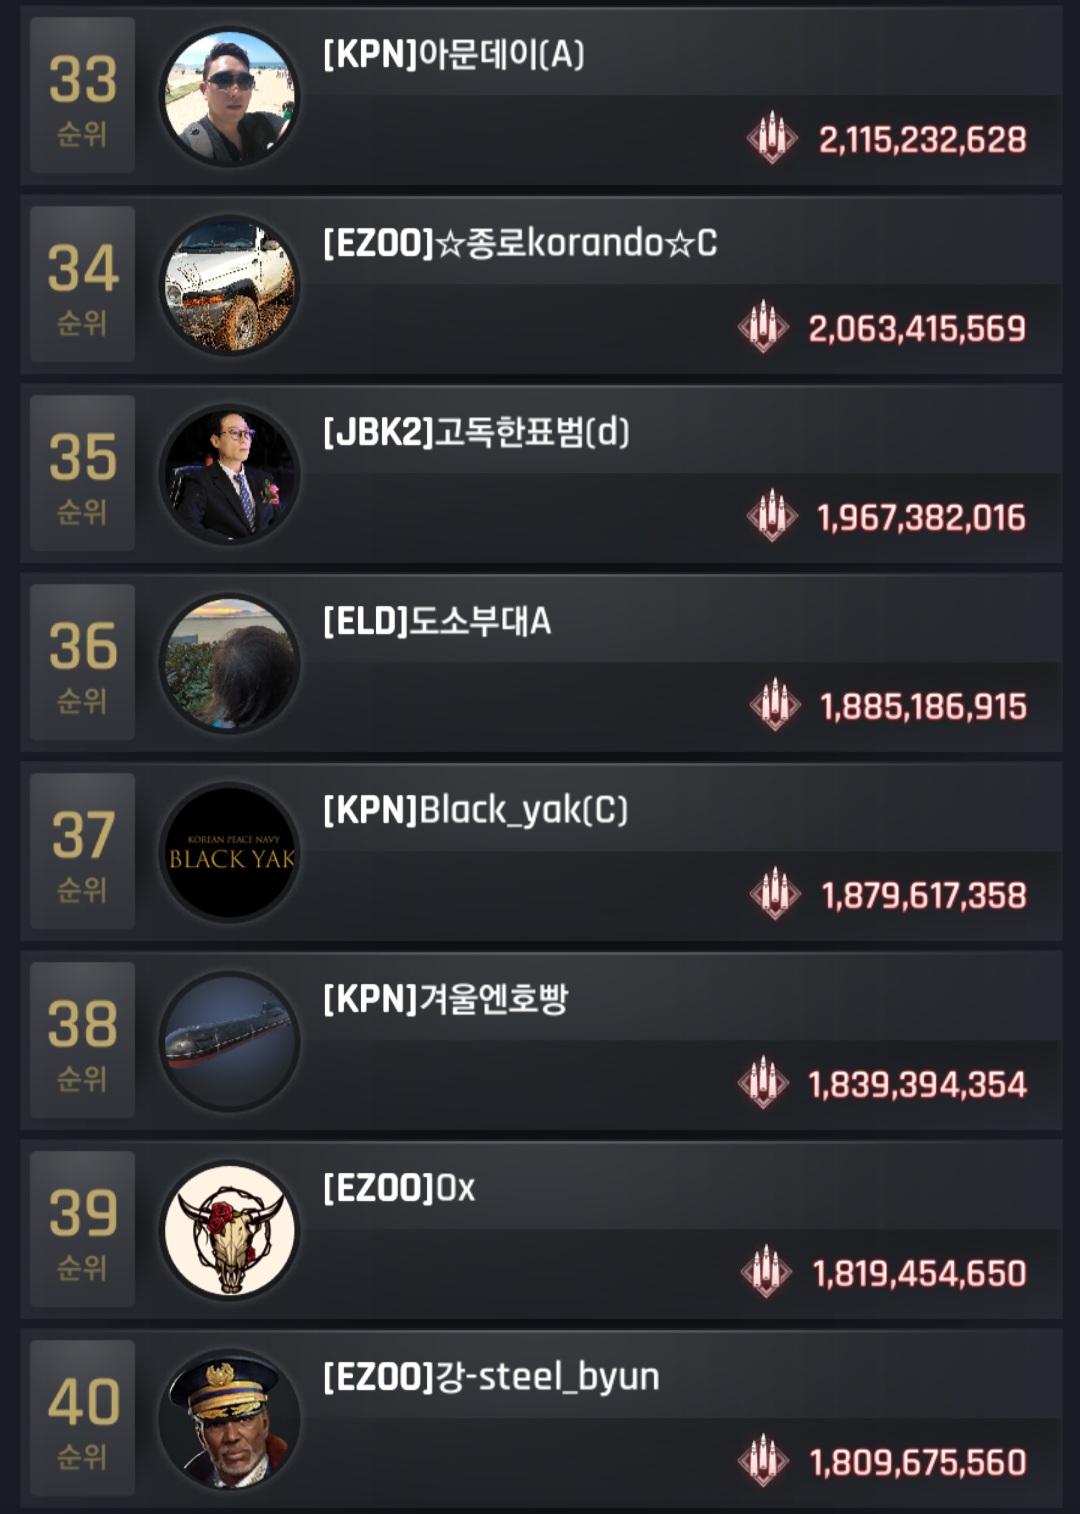 33
순위
[KPN]아문데이(A)
2,115,232,628
34
순위
[EZOO]☆종로korando☆C
2,063,415,569
35
순위
[JBK2]고독한표범(d)
1,967,382,016
36
순위
[ELD]도소부대A
1,885,186,915
37
순위
KOREAN PEACE NAVY
BLACK YAK
[KPN]Black_yak(C)
1,879,617,358
38
순위
[KPN]겨울엔호빵
1,839,394,354
39
순위
[EZOO]Ox
1,819,454,650
40
순위
[EZOO]강-steel_byun
1,809,675,560